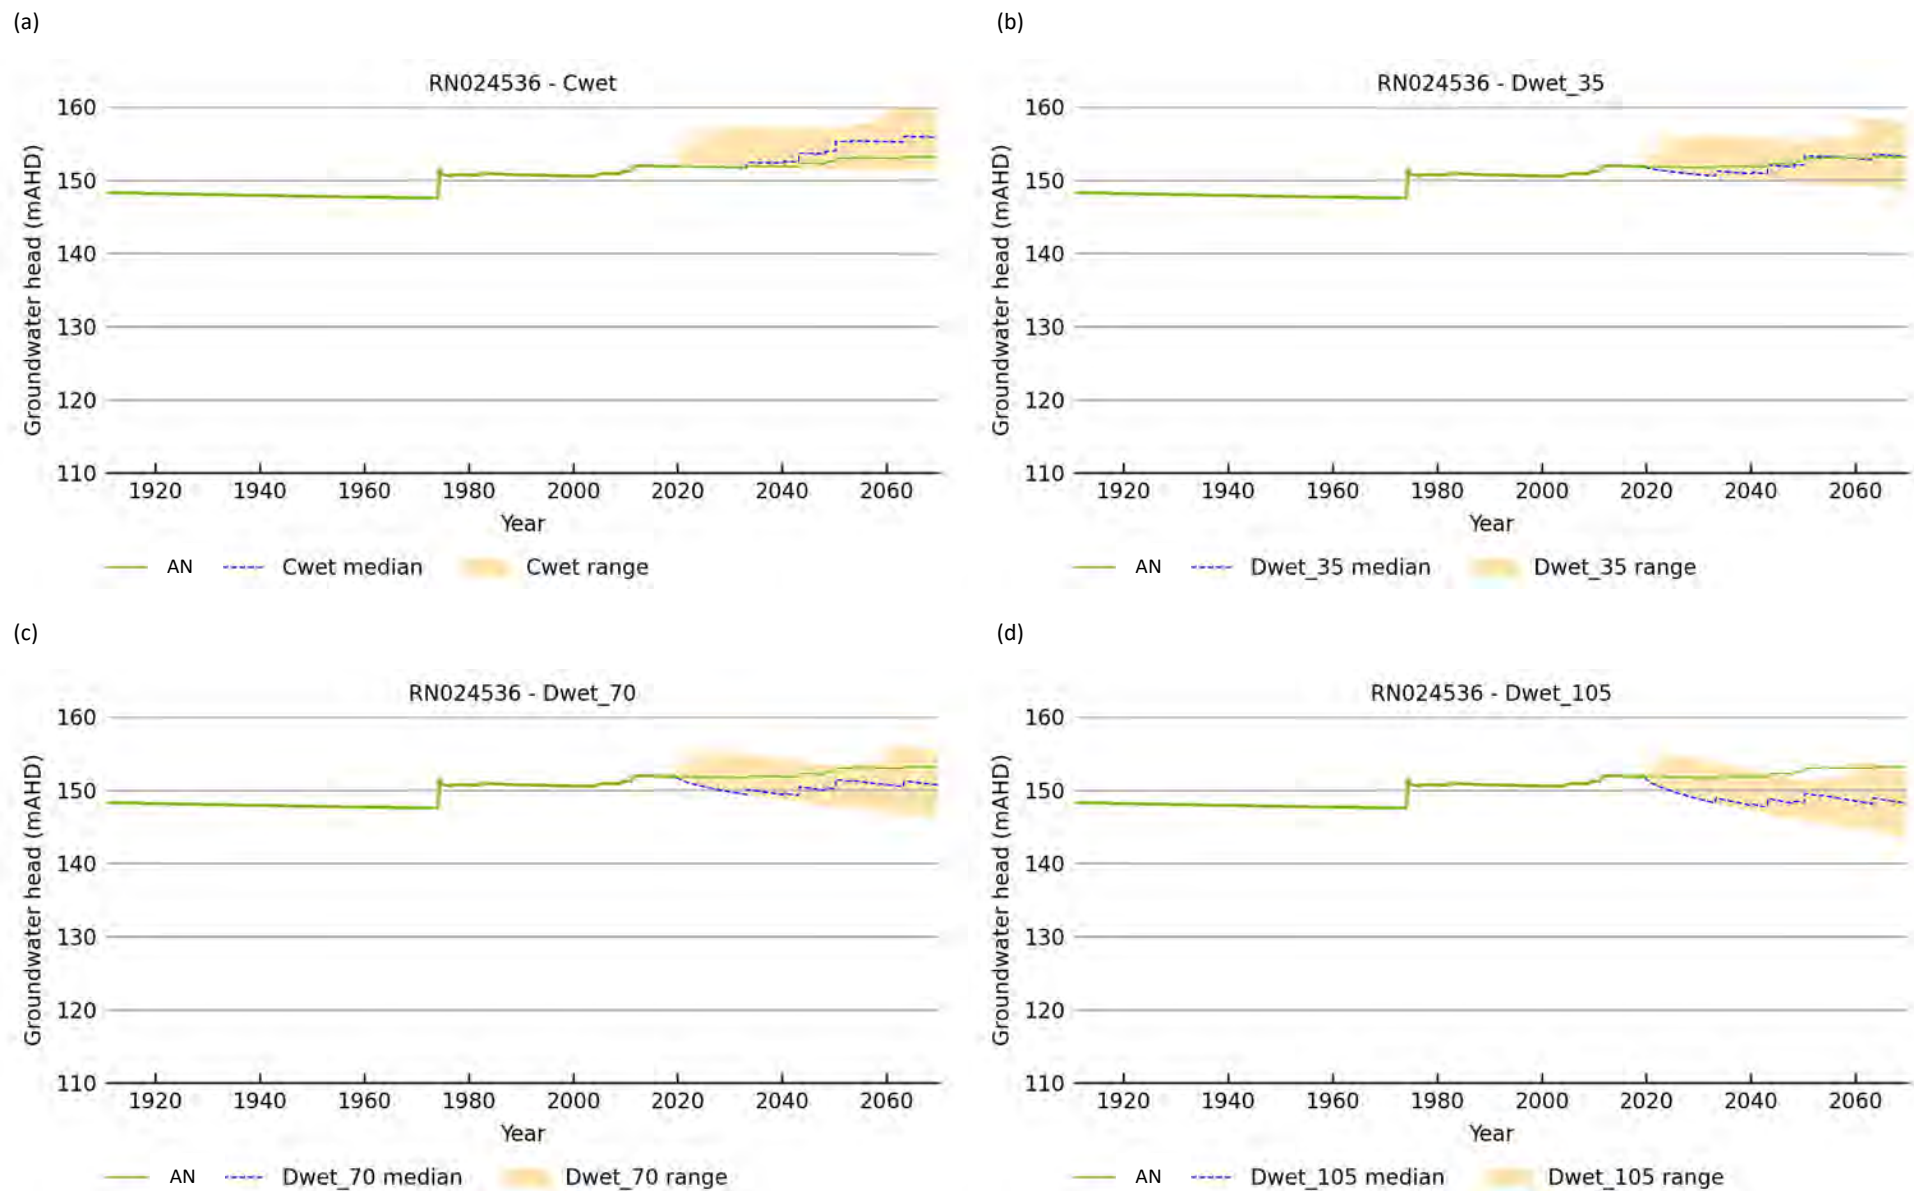 (a)
RN024536 - Cwet
160
150
140
130
120
110
Groundwater head (mAHD)
1920 1940 1960 1980 2000 2020 2040 2060
Year
AN Cwet median Cwet range
(b)
RN024536 - Dwet_35
160
150
140
130
120
110
Groundwater head (mAHD)
1920 1940 1960 1980 2000 2020 2040 2060
Year
AN Dwet_35 median Dwet_35 range
(c)
RN024536 - Dwet_70
160
150
140
130
120
110
Groundwater head (mAHD)
1920 1940 1960 1980 2000 2020 2040 2060
Year
AN Dwet_70 median Dwet_70 range
(d)
RN024536 - Dwet_105
160
150
140
130
120
110
Groundwater head (mAHD)
1920 1940 1960 1980 2000 2020 2040 2060
Year
AN Dwet_105 median Dwet_105 range